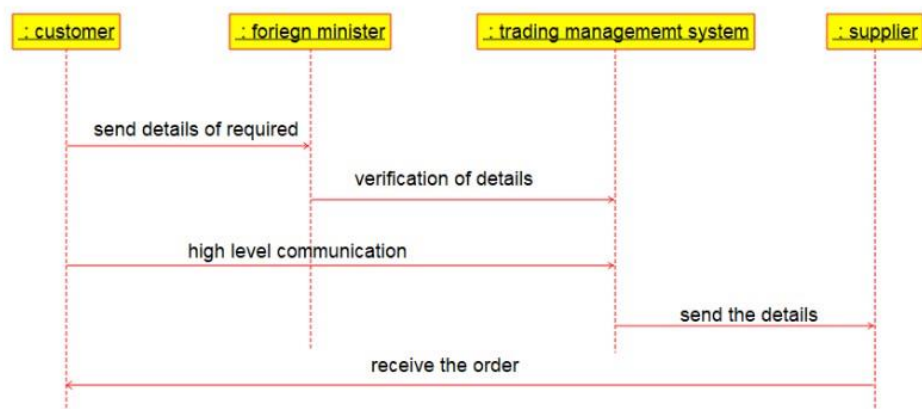 : customer
: foriegn minister
: trading managememt system
: supplier
send details of required
verification of details
high level communication
send the details
receive the order